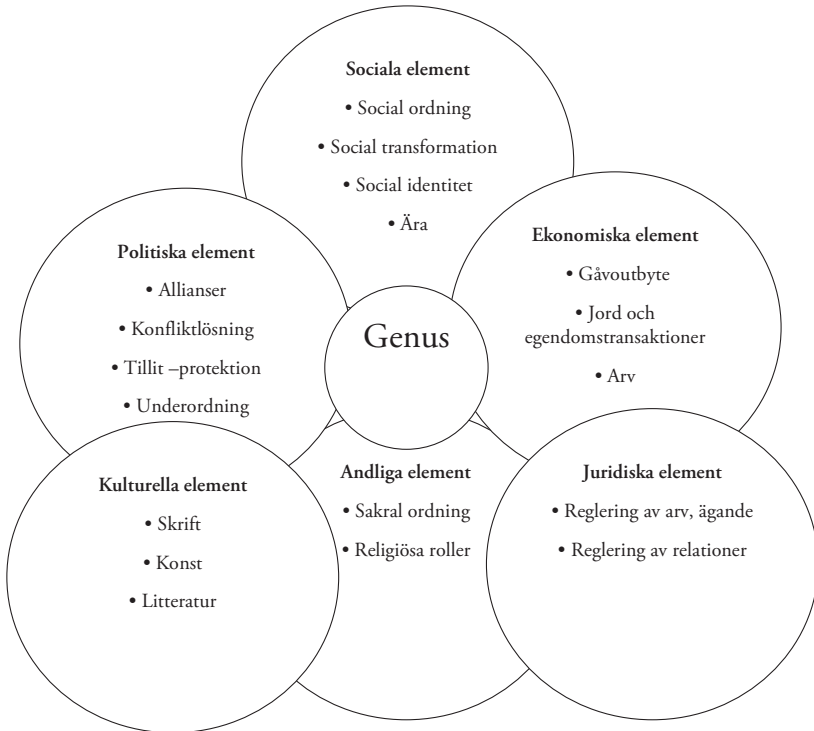 Sociala element
• Social ordning
• Social transformation
• Social identitet
• Ära
Politiska element
• Allianser
• Konfliktlösning
• Tillit –protektion
• Underordning
Ekonomiska element
• Gåvoutbyte
• Jord och
egendomstransaktioner
• Arv
Genus
Kulturella element
• Skrift
• Konst
• Litteratur
Andliga element
• Sakral ordning
• Religiösa roller
Juridiska element
• Reglering av arv, ägande
• Reglering av relationer